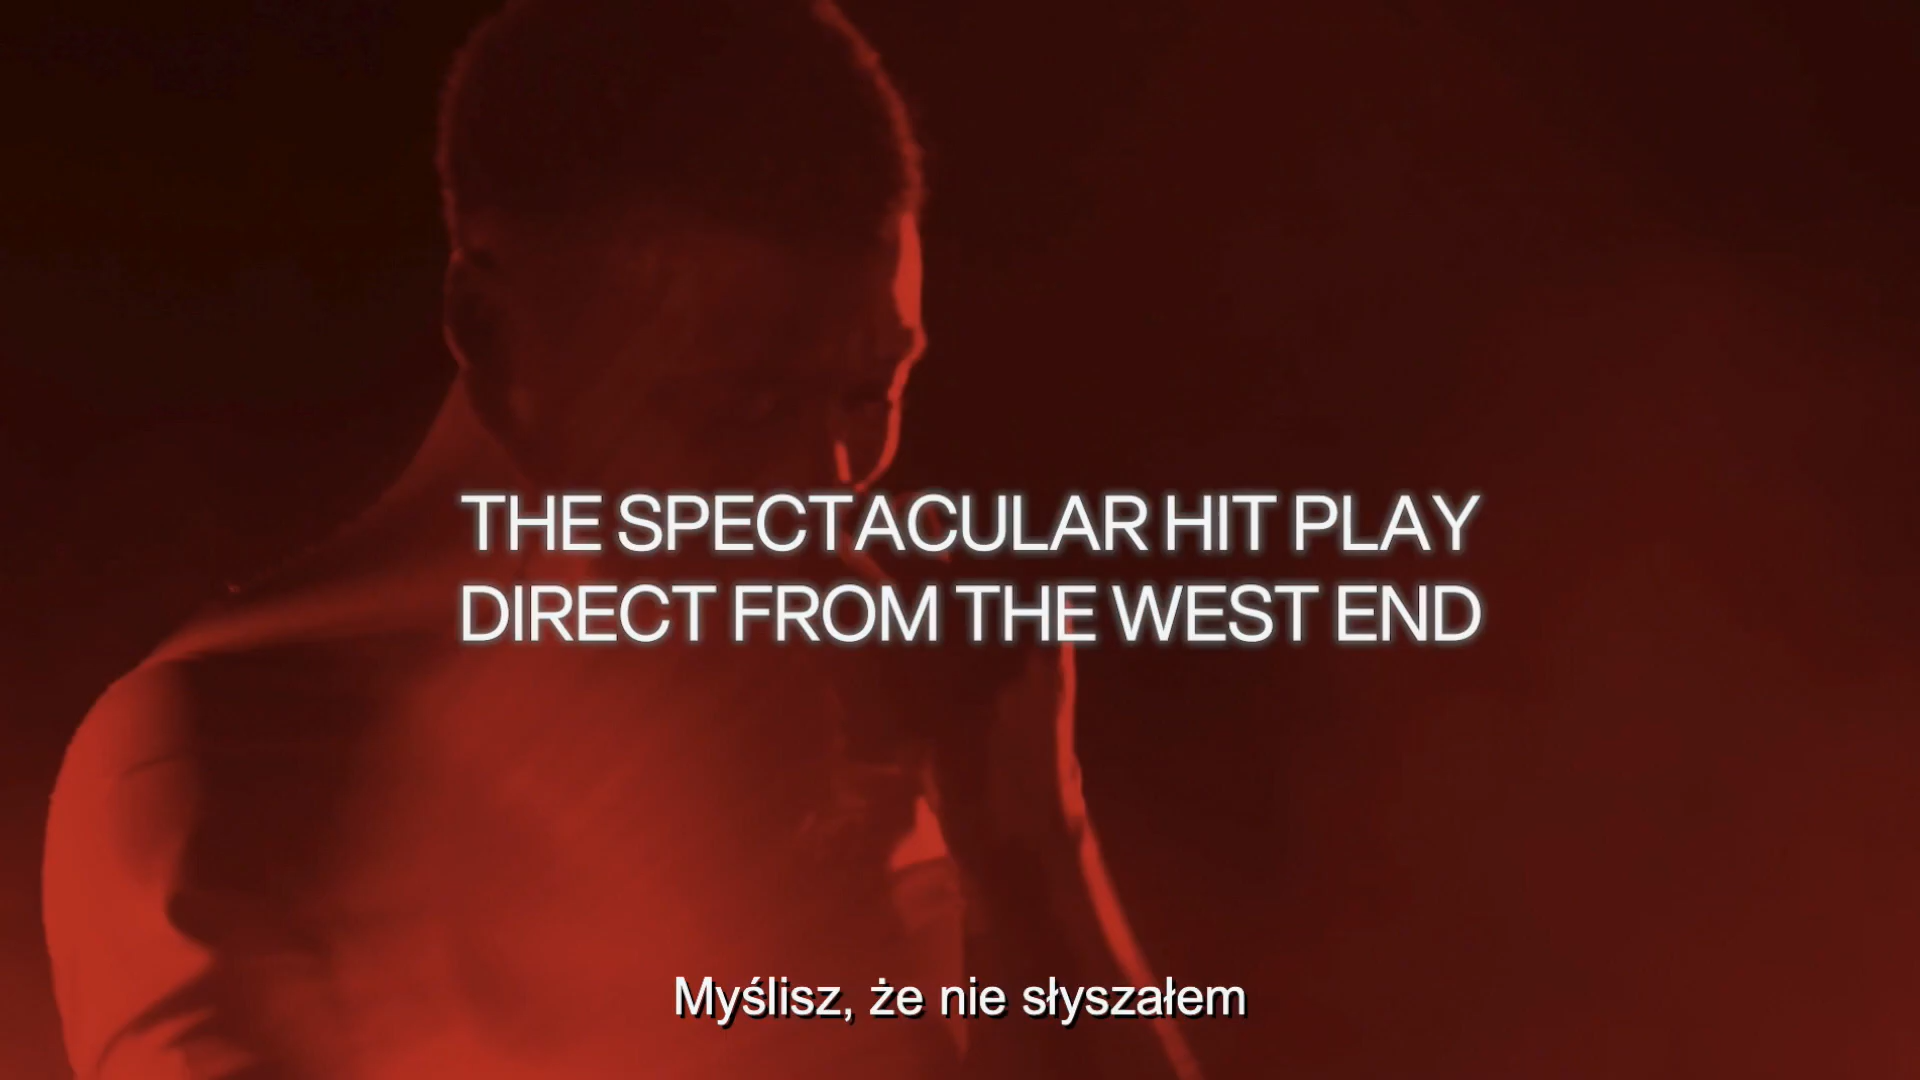 THE SPECTACULAR HIT PLAY
DIRECT FROM THE WEST END
Myślisz, że nie słyszałem